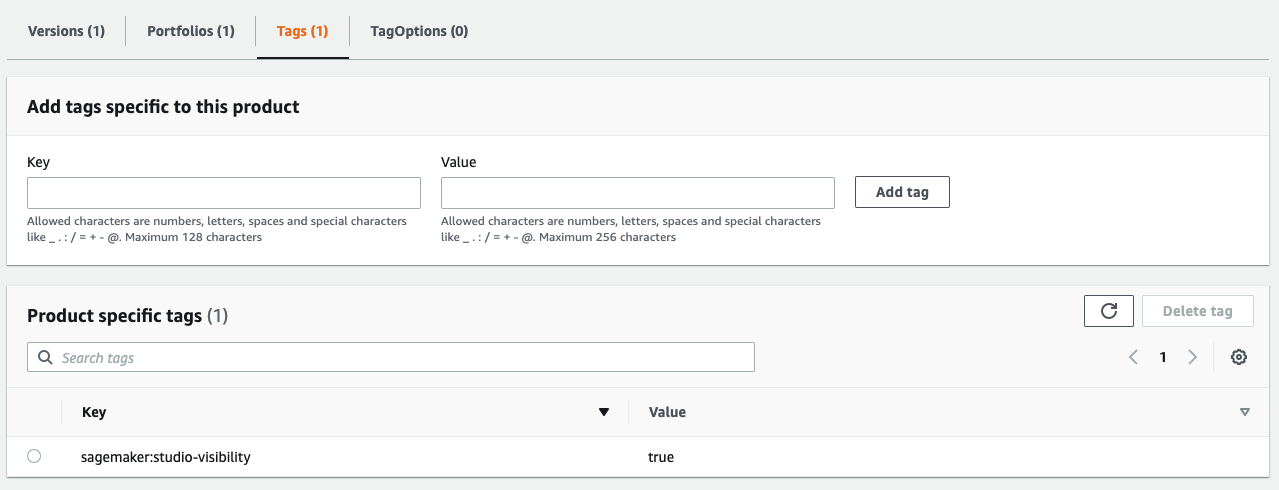 Versions (1) Portfolios (1) Tags (1) TagOptions (0)
Add tags specific to this product
Key Value
Add tag
Allowed characters are numbers, letters, spaces and special characters
like _ . : / = + - @. Maximum 128 characters
Allowed characters are numbers, letters, spaces and special characters
like _ . : / = + - @. Maximum 256 characters
Product specific tags (1) Delete tag
Search tags 1
Key Value
sagemaker:studio-visibility true